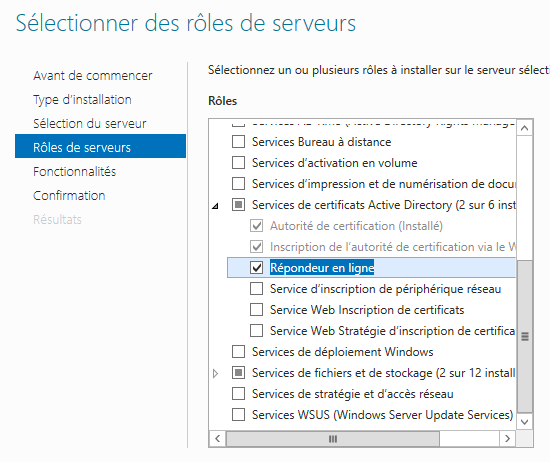 Sélectionner des rôles de serveurs
Avant de commencer
Type d'installation
Sélection du serveur
Rôles de serveurs
Fonctionnalités
Confirmation
Résultats
Sélectionnez un ou plusieurs rôles à installer sur le serveur sélecti
Rôles
(Active Directory Rights
Services Bureau à distance
Services d'activation en volume
Services d'impression et de numérisation de docu
Services de certificats Active Directory (2 sur 6 inst
Autorité de certification (Installé)
Inscription de l'autorité de certification via le W
Répondeur en ligne
Service d'inscription de périphérique réseau
Service Web Inscription de certificats
Service Web Stratégie d'inscription de certifica
Services de déploiement Windows
Services de fichiers et de stockage (2 sur 12 install
Services de stratégie et d'accès réseau
Services WSUS (Windows Server Update Services)